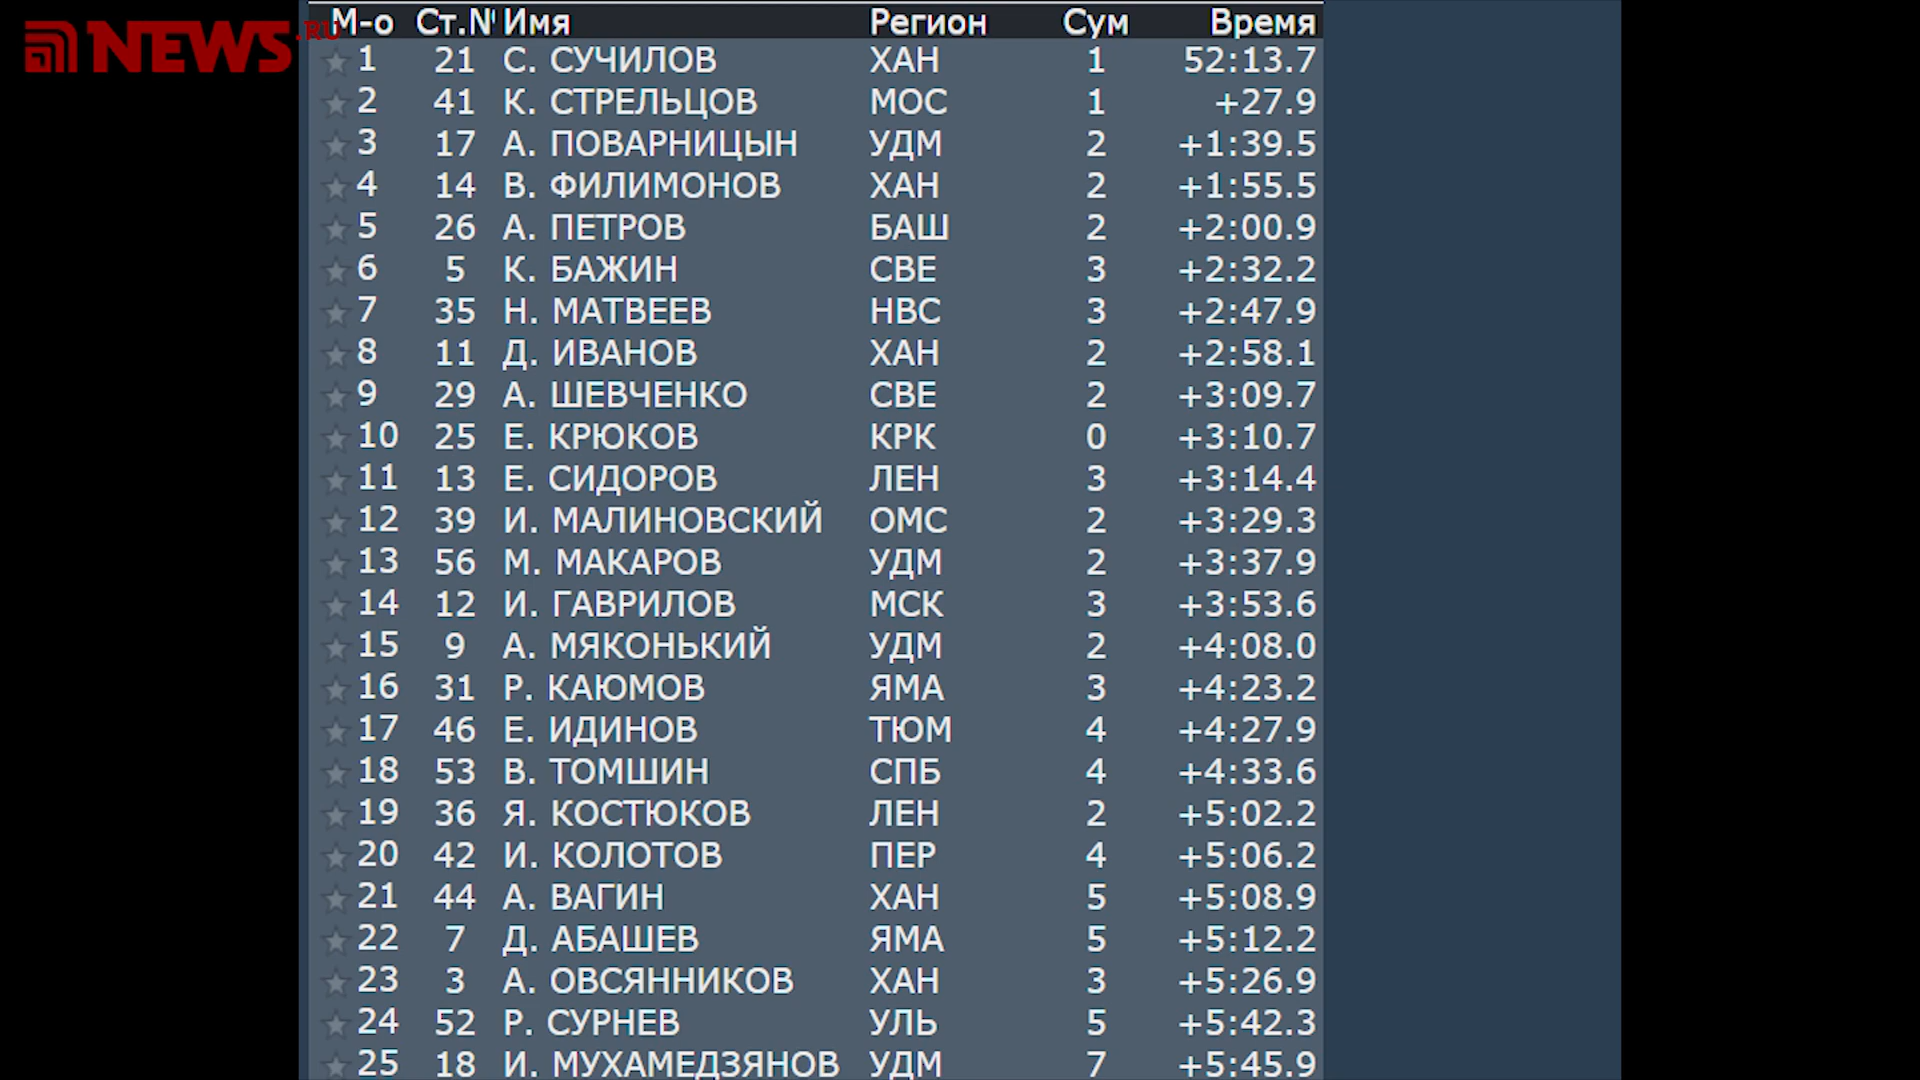 NEWS.RU
М-о Ст.№ Имя Регион Сум Время
1 21 С. СУЧИЛОВ ХАН 1 52:13.7
2 41 К. СТРЕЛЬЦОВ МОС 1 +27.9
3 17 А. ПОВАРНИЦЫН УДМ 2 +1:39.5
4 14 В. ФИЛИМОНОВ ХАН 2 +1:55.5
5 26 А. ПЕТРОВ БАШ 2 +2:00.9
6 5 К. БАЖИН СВЕ 3 +2:32.2
7 35 Н. МАТВЕЕВ НВС 3 +2:47.9
8 11 Д. ИВАНОВ ХАН 2 +2:58.1
9 29 А. ШЕВЧЕНКО СВЕ 2 +3:09.7
10 25 Е. КРЮКОВ КРК 0 +3:10.7
11 13 Е. СИДОРОВ ЛЕН 3 +3:14.4
12 39 И. МАЛИНОВСКИЙ ОМС 2 +3:29.3
13 56 М. МАКАРОВ УДМ 2 +3:37.9
14 12 И. ГАВРИЛОВ МСК 3 +3:53.6
15 9 А. МЯКОНЬКИЙ УДМ 2 +4:08.0
16 31 Р. КАЮМОВ ЯМА 3 +4:23.2
17 46 Е. ИДИНОВ ТЮМ 4 +4:27.9
18 53 В. ТОМШИН СПБ 4 +4:33.6
19 36 Я. КОСТЮКОВ ЛЕН 2 +5:02.2
20 42 И. КОЛОТОВ ПЕР 4 +5:06.2
21 44 А. ВАГИН ХАН 5 +5:08.9
22 7 Д. АБАШЕВ ЯМА 5 +5:12.2
23 3 А. ОВСЯННИКОВ ХАН 3 +5:26.9
24 52 Р. СУРНЕВ УЛЬ 5 +5:42.3
25 18 И. МУХАМЕДЗЯНОВ УДМ 7 +5:45.9